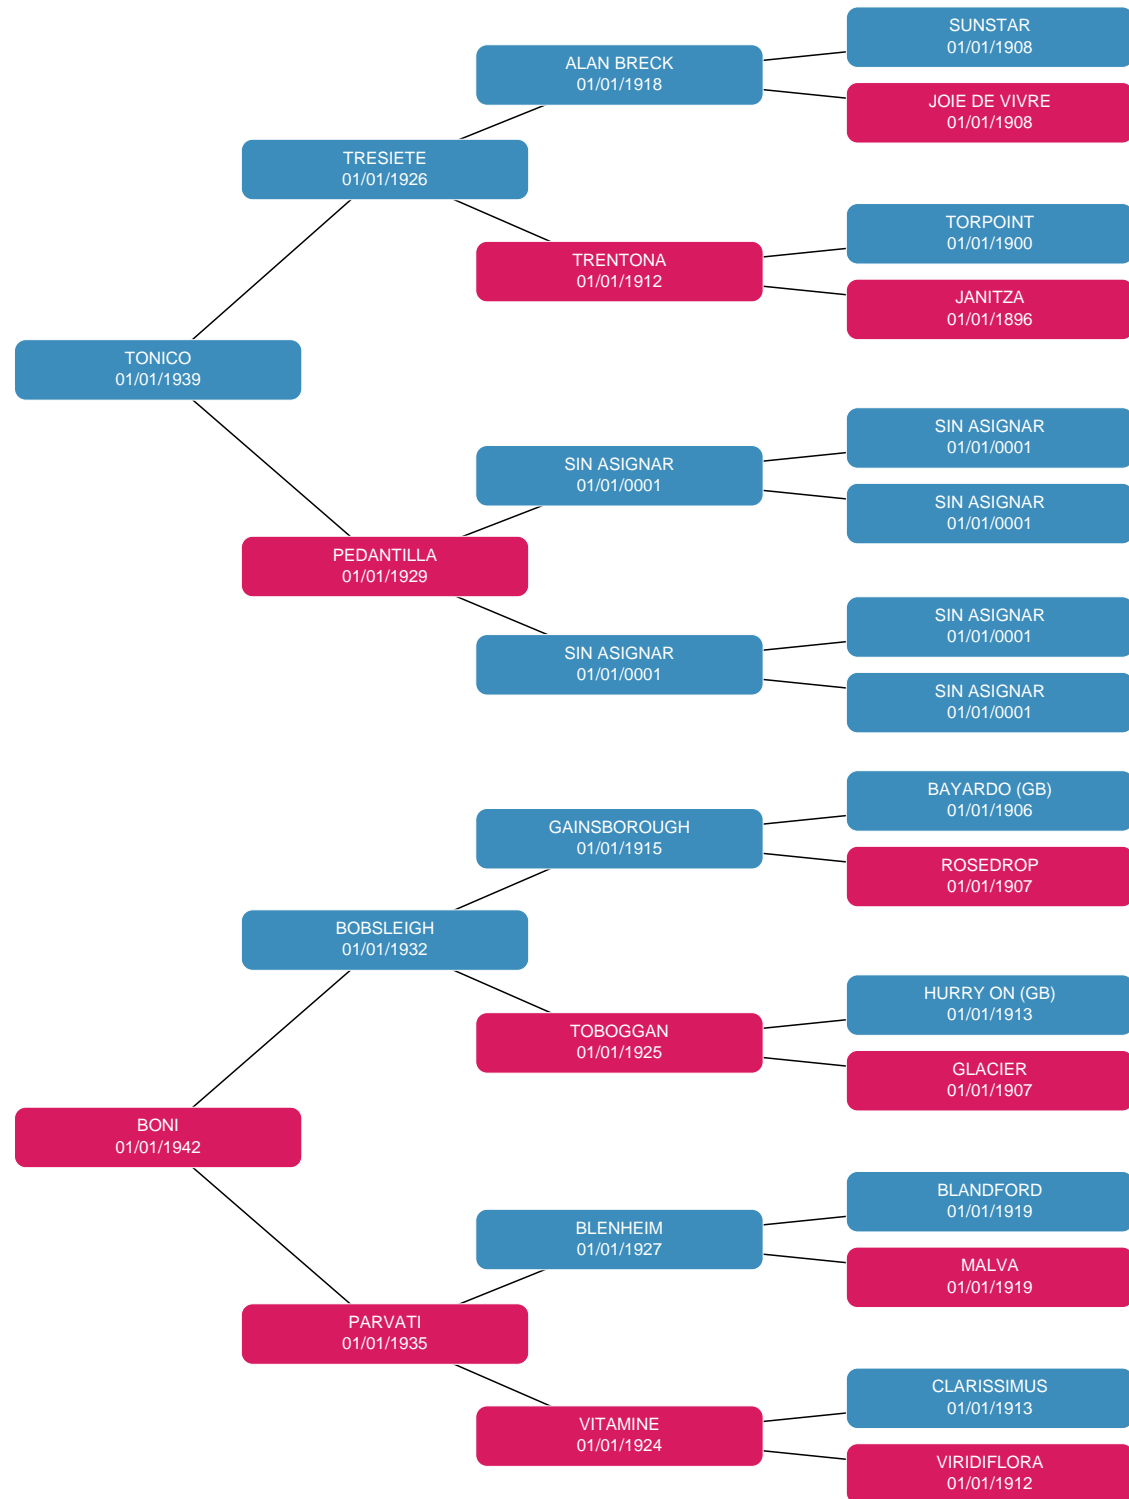 SUNSTAR
01/01/1908
ALAN BRECK
01/01/1918
JOIE DE VIVRE
01/01/1908
TRESIETE
01/01/1926
TORPOINT
01/01/1900
TRENTONA
01/01/1912
JANITZA
01/01/1896
TONICO
01/01/1939
SIN ASIGNAR
01/01/0001
SIN ASIGNAR
01/01/0001
SIN ASIGNAR
01/01/0001
PEDANTILLA
01/01/1929
SIN ASIGNAR
01/01/0001
SIN ASIGNAR
01/01/0001
SIN ASIGNAR
01/01/0001
BAYARDO (GB)
01/01/1906
GAINSBOROUGH
01/01/1915
ROSEDROP
01/01/1907
BOBSLEIGH
01/01/1932
HURRY ON (GB)
01/01/1913
TOBOGGAN
01/01/1925
GLACIER
01/01/1907
BONI
01/01/1942
BLANDFORD
01/01/1919
BLENHEIM
01/01/1927
MALVA
01/01/1919
PARVATI
01/01/1935
CLARISSIMUS
01/01/1913
VITAMINE
01/01/1924
VIRIDIFLORA
01/01/1912